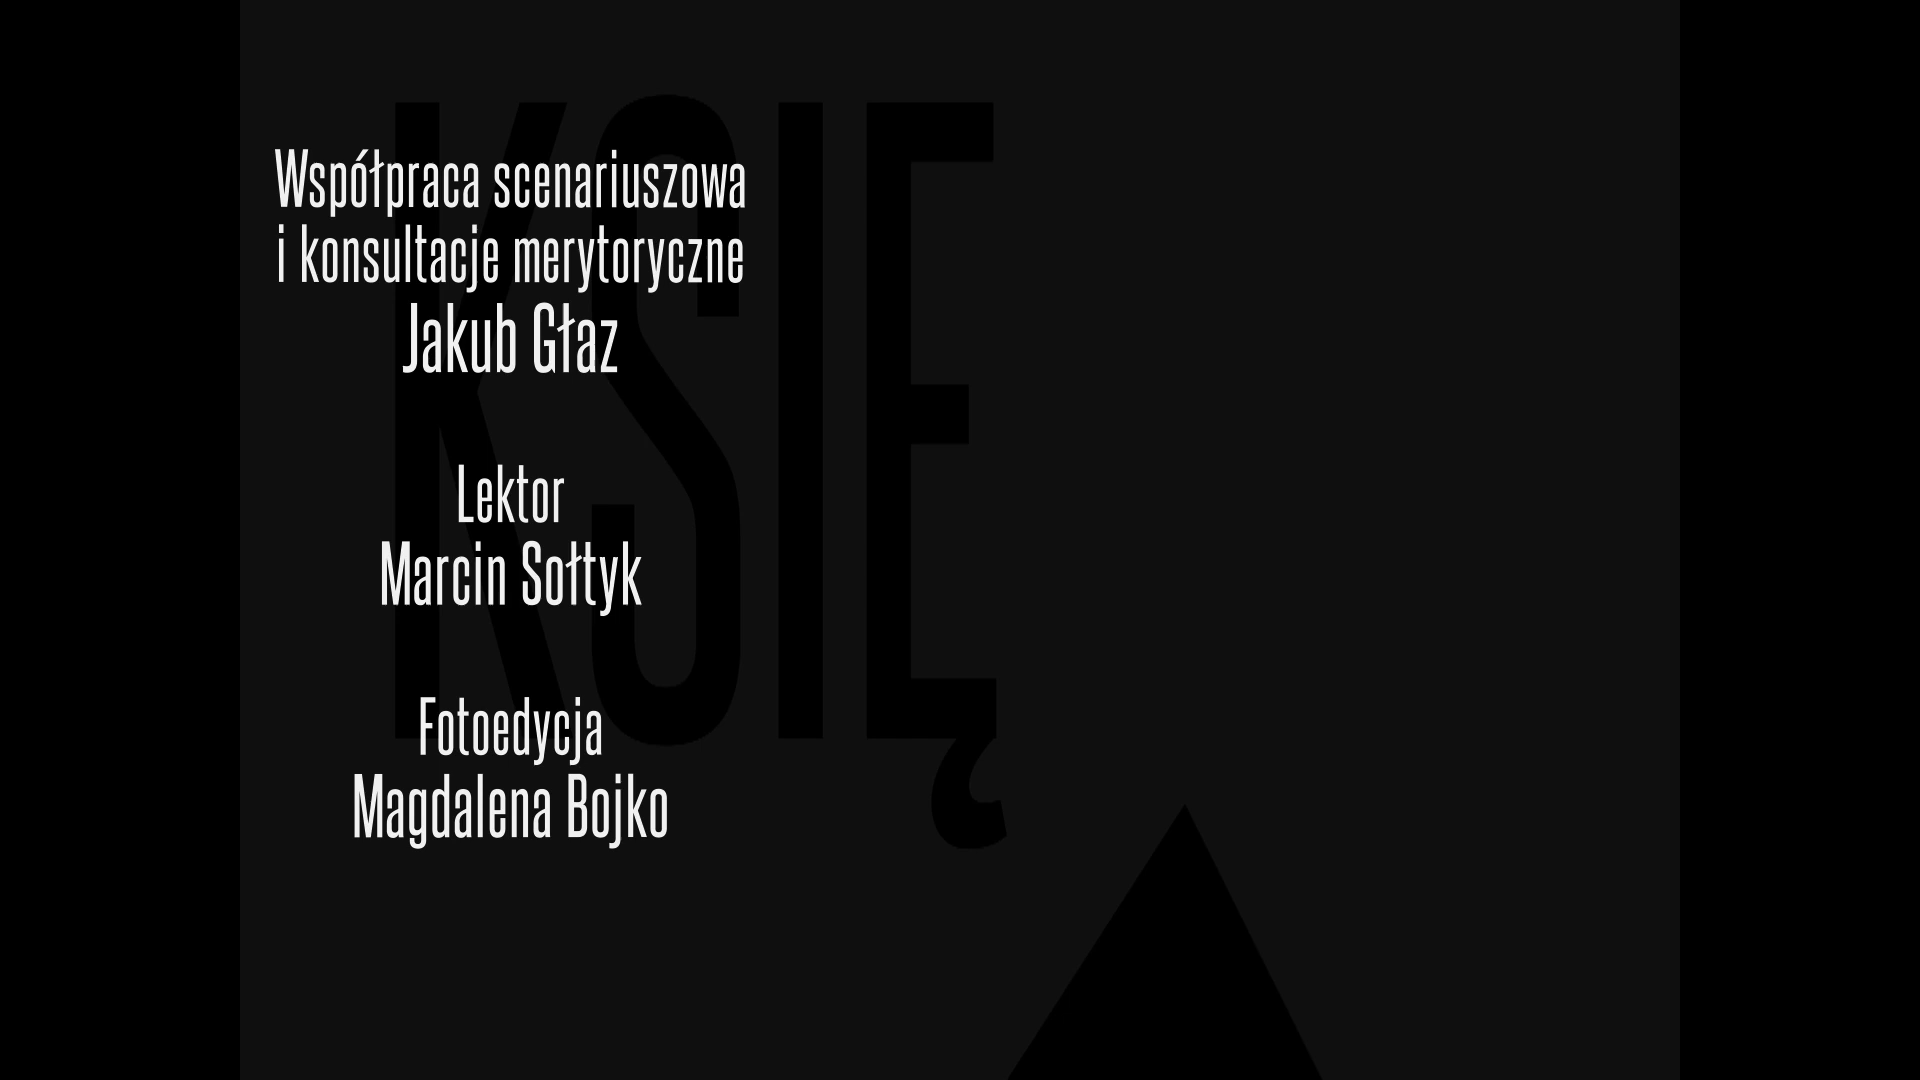 KSIĘ
Współpraca scenariuszowa
i konsultacje merytoryczne
Jakub Głaz
Lektor
Marcin Sołtyk
Fotoedycja
Magdalena Bojko